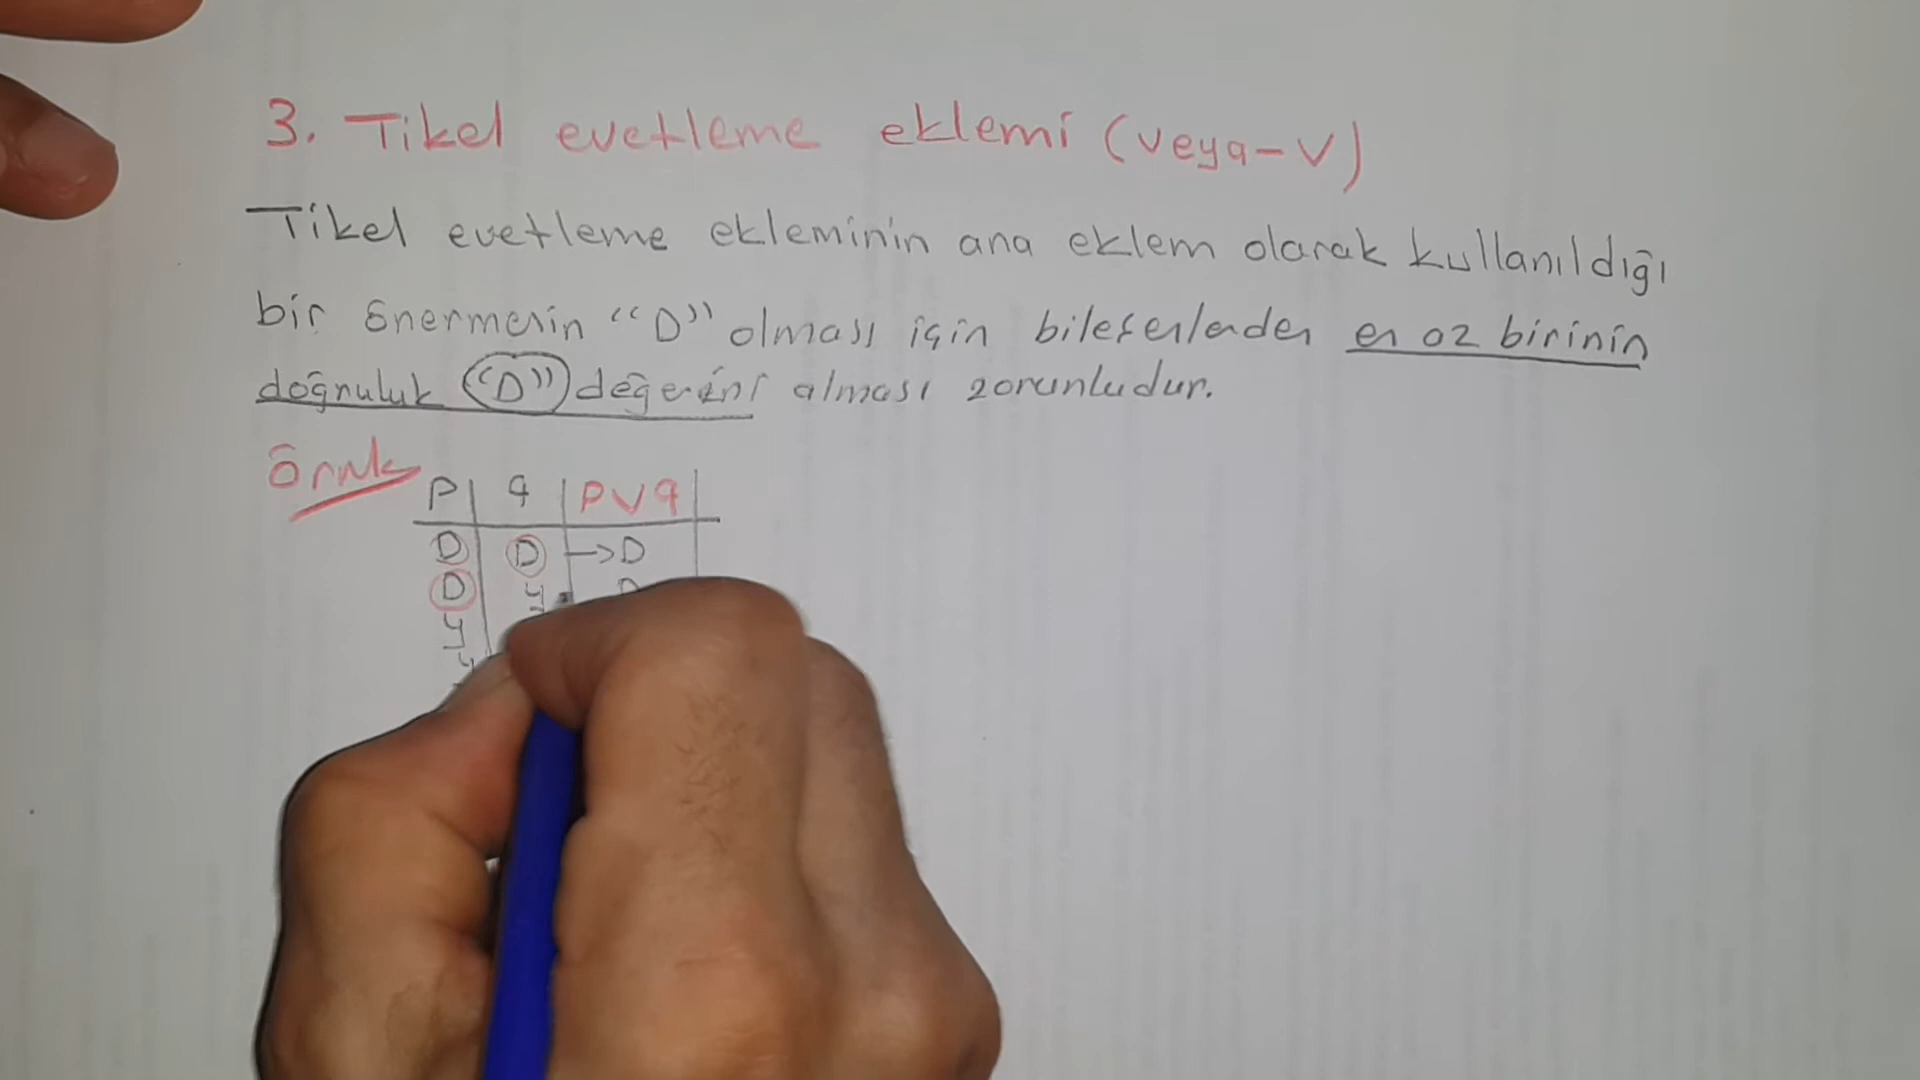 3. Tikel evetleme eklemi (veya-V)
Tikel evetleme ekleminin ana eklem olarak kullanıldığı
bir önermenin “D” olması için bileşenlerden en az birinin
doğruluk “D” değerini alması zorunludur.
Örnek
P q PVq
D D →D
D y D
y
y